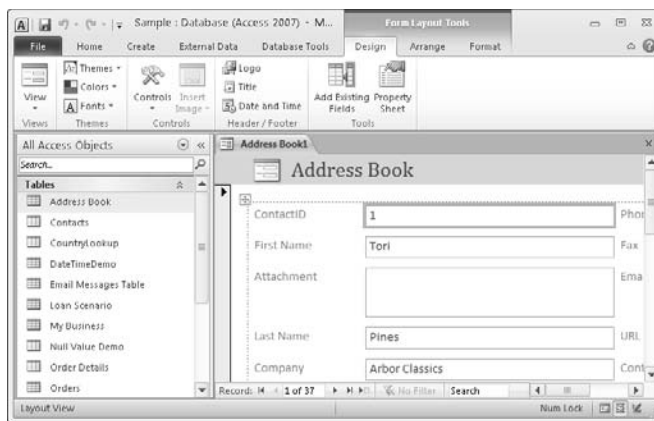 Sample : Database (Access 2007) - M... Form Layout Tools
File Home Create External Data Database Tools Design Arrange Format
View
Themes
Colors
Fonts
Controls
Insert Image
Logo
Title
Date and Time
Add Existing Fields
Property Sheet
Views Themes Controls Header / Footer Tools
All Access Objects
Search...
Tables
Address Book
Contacts
CountryLookup
DateTimeDemo
Email Messages Table
Loan Scenario
My Business
Null Value Demo
Order Details
Orders
Address Book1
Address Book
ContactID 1 Phon
First Name Tori Fax
Attachment Ema
Last Name Pines URL
Company Arbor Classics Cont
Record: 1 of 37 No Filter Search
Layout View Num Lock